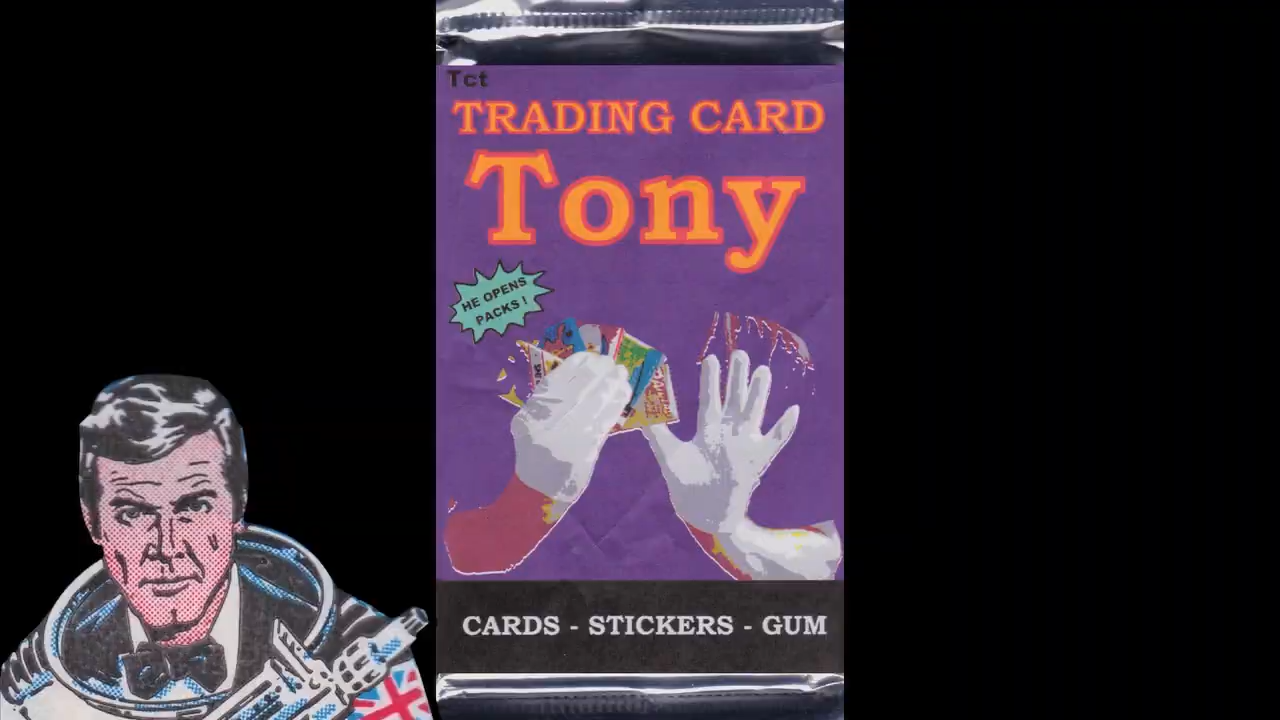 Tct
TRADING CARD
Tony
HE OPENS
PACKS !
CARDS - STICKERS - GUM